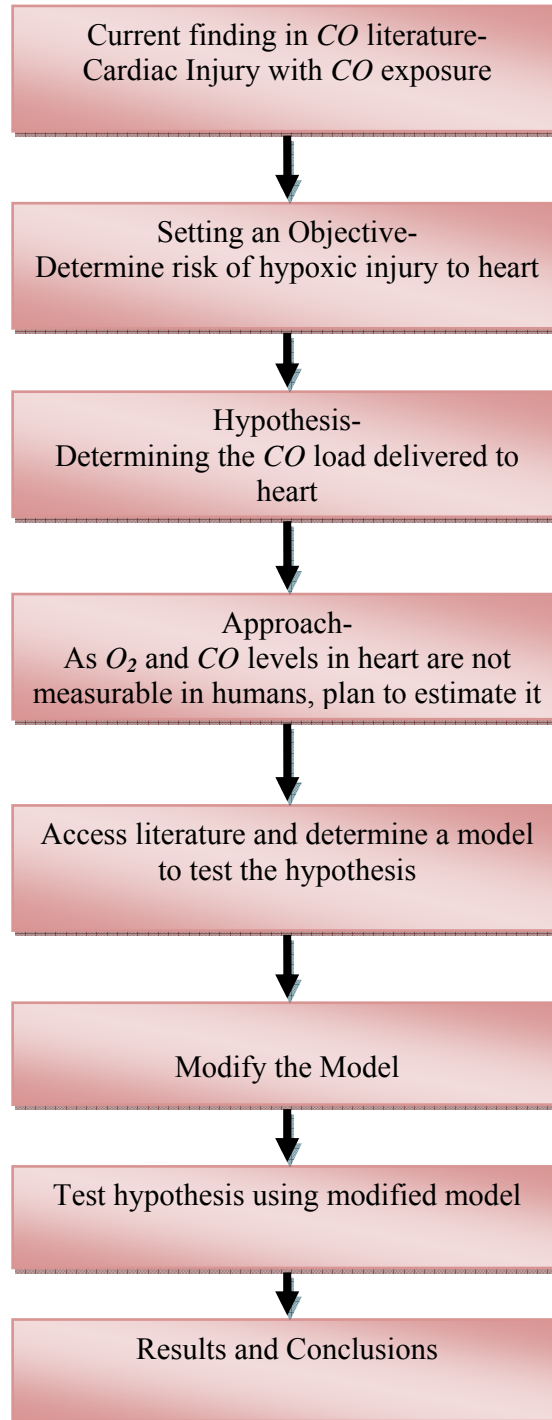 Current finding in CO literature-
Cardiac Injury with CO exposure
Setting an Objective-
Determine risk of hypoxic injury to heart
Hypothesis-
Determining the CO load delivered to
heart
Approach-
As O₂ and CO levels in heart are not
measurable in humans, plan to estimate it
Access literature and determine a model
to test the hypothesis
Modify the Model
Test hypothesis using modified model
Results and Conclusions